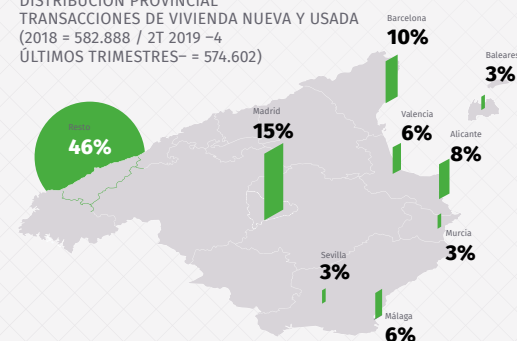 DISTRIBUCIÓN PROVINCIAL
TRANSACCIONES DE VIVIENDA NUEVA Y USADA
(2018 = 582.888 / 2T 2019 –4
ÚLTIMOS TRIMESTRES– = 574.602)
Barcelona
10%
Baleares
3%
Madrid
15%
Valencia
6%
Alicante
8%
Resto
46%
Murcia
3%
Sevilla
3%
Málaga
6%